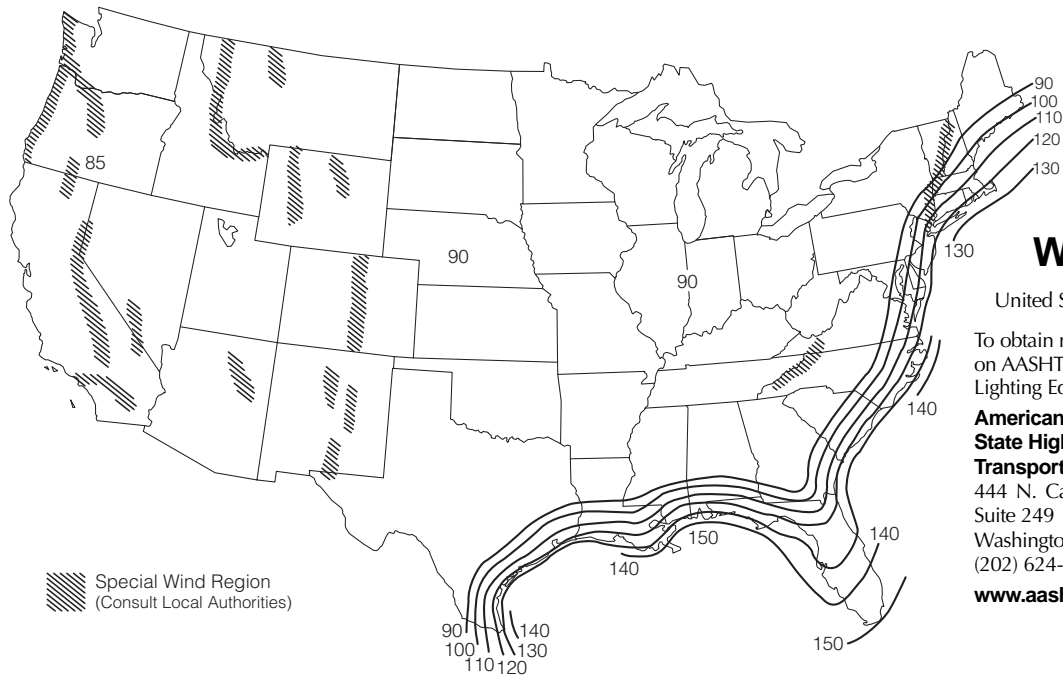 90
100
110
120
130
130
85
90
90
W
United S
To obtain
on AASHT
Lighting Ec
American
State High
Transport
444 N. Ca
Suite 249
Washingto
(202) 624-
www.aash
140
150
140
140
150
Special Wind Region
(Consult Local Authorities)
90
100
110
120
130
140